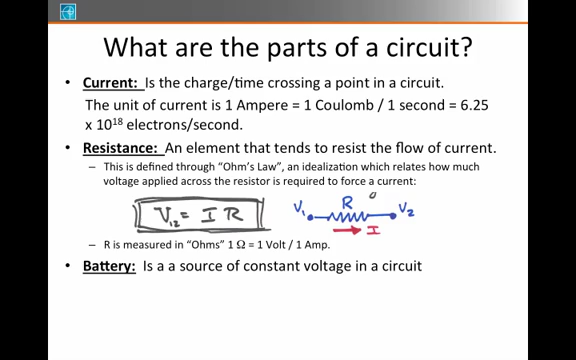 What are the parts of a circuit?
• Current: Is the charge/time crossing a point in a circuit.
The unit of current is 1 Ampere = 1 Coulomb / 1 second = 6.25
x 10¹⁸ electrons/second.
• Resistance: An element that tends to resist the flow of current.
– This is defined through "Ohm's Law", an idealization which relates how much
voltage applied across the resistor is required to force a current:
V₁₂ = I R
V₁ R V₂
I
– R is measured in "Ohms" 1 Ω = 1 Volt / 1 Amp.
• Battery: Is a a source of constant voltage in a circuit